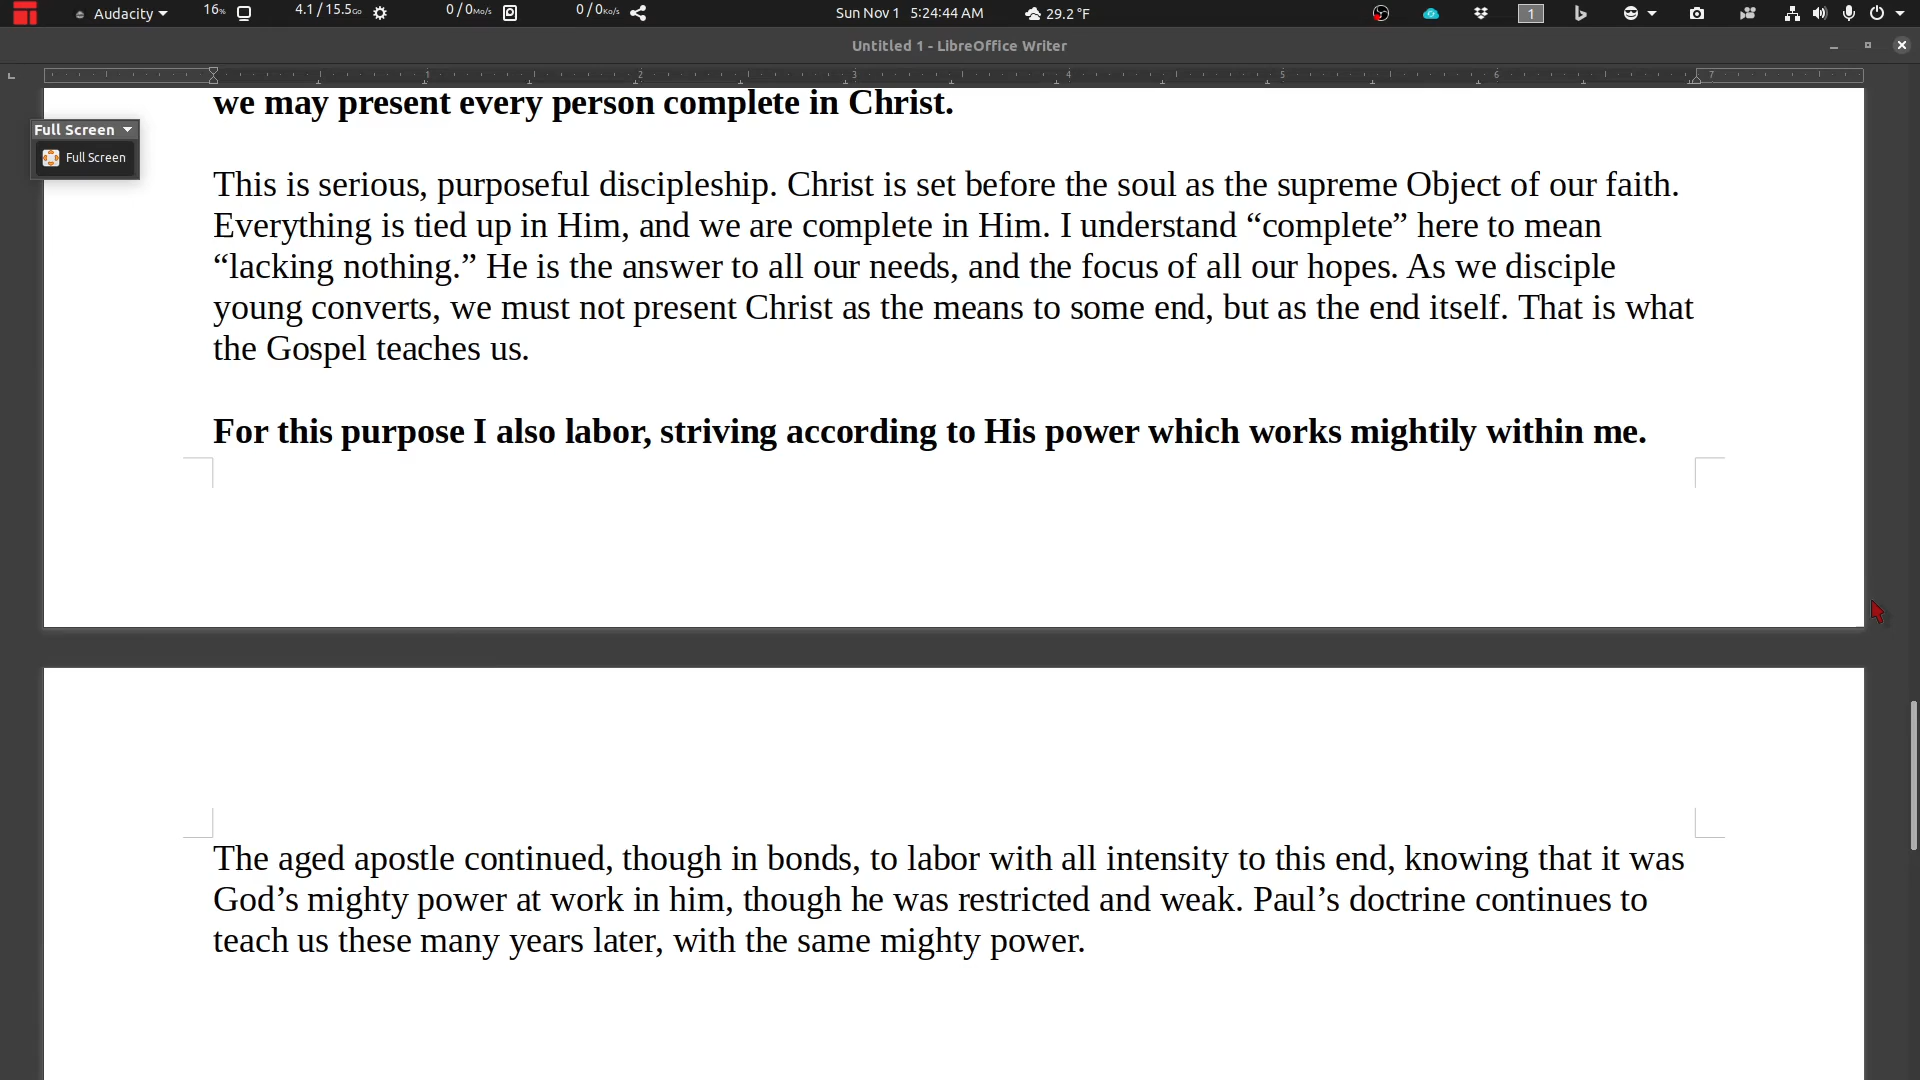 Audacity 16% 4.1 / 15.5Go 0 / 0Mo/s 0 / 0Ko/s Sun Nov 1 5:24:44 AM 29.2 °F 1
Untitled 1 - LibreOffice Writer
1 2 3 4 5 6 7
we may present every person complete in Christ.
Full Screen
Full Screen
This is serious, purposeful discipleship. Christ is set before the soul as the supreme Object of our faith.
Everything is tied up in Him, and we are complete in Him. I understand “complete” here to mean
“lacking nothing.” He is the answer to all our needs, and the focus of all our hopes. As we disciple
young converts, we must not present Christ as the means to some end, but as the end itself. That is what
the Gospel teaches us.
For this purpose I also labor, striving according to His power which works mightily within me.
The aged apostle continued, though in bonds, to labor with all intensity to this end, knowing that it was
God’s mighty power at work in him, though he was restricted and weak. Paul’s doctrine continues to
teach us these many years later, with the same mighty power.